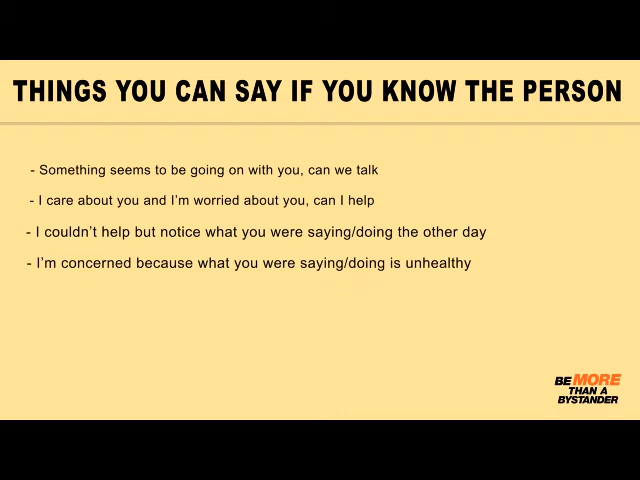 THINGS YOU CAN SAY IF YOU KNOW THE PERSON
- Something seems to be going on with you, can we talk
- I care about you and I'm worried about you, can I help
- I couldn't help but notice what you were saying/doing the other day
- I'm concerned because what you were saying/doing is unhealthy
BE MORE
THAN A
BYSTANDER